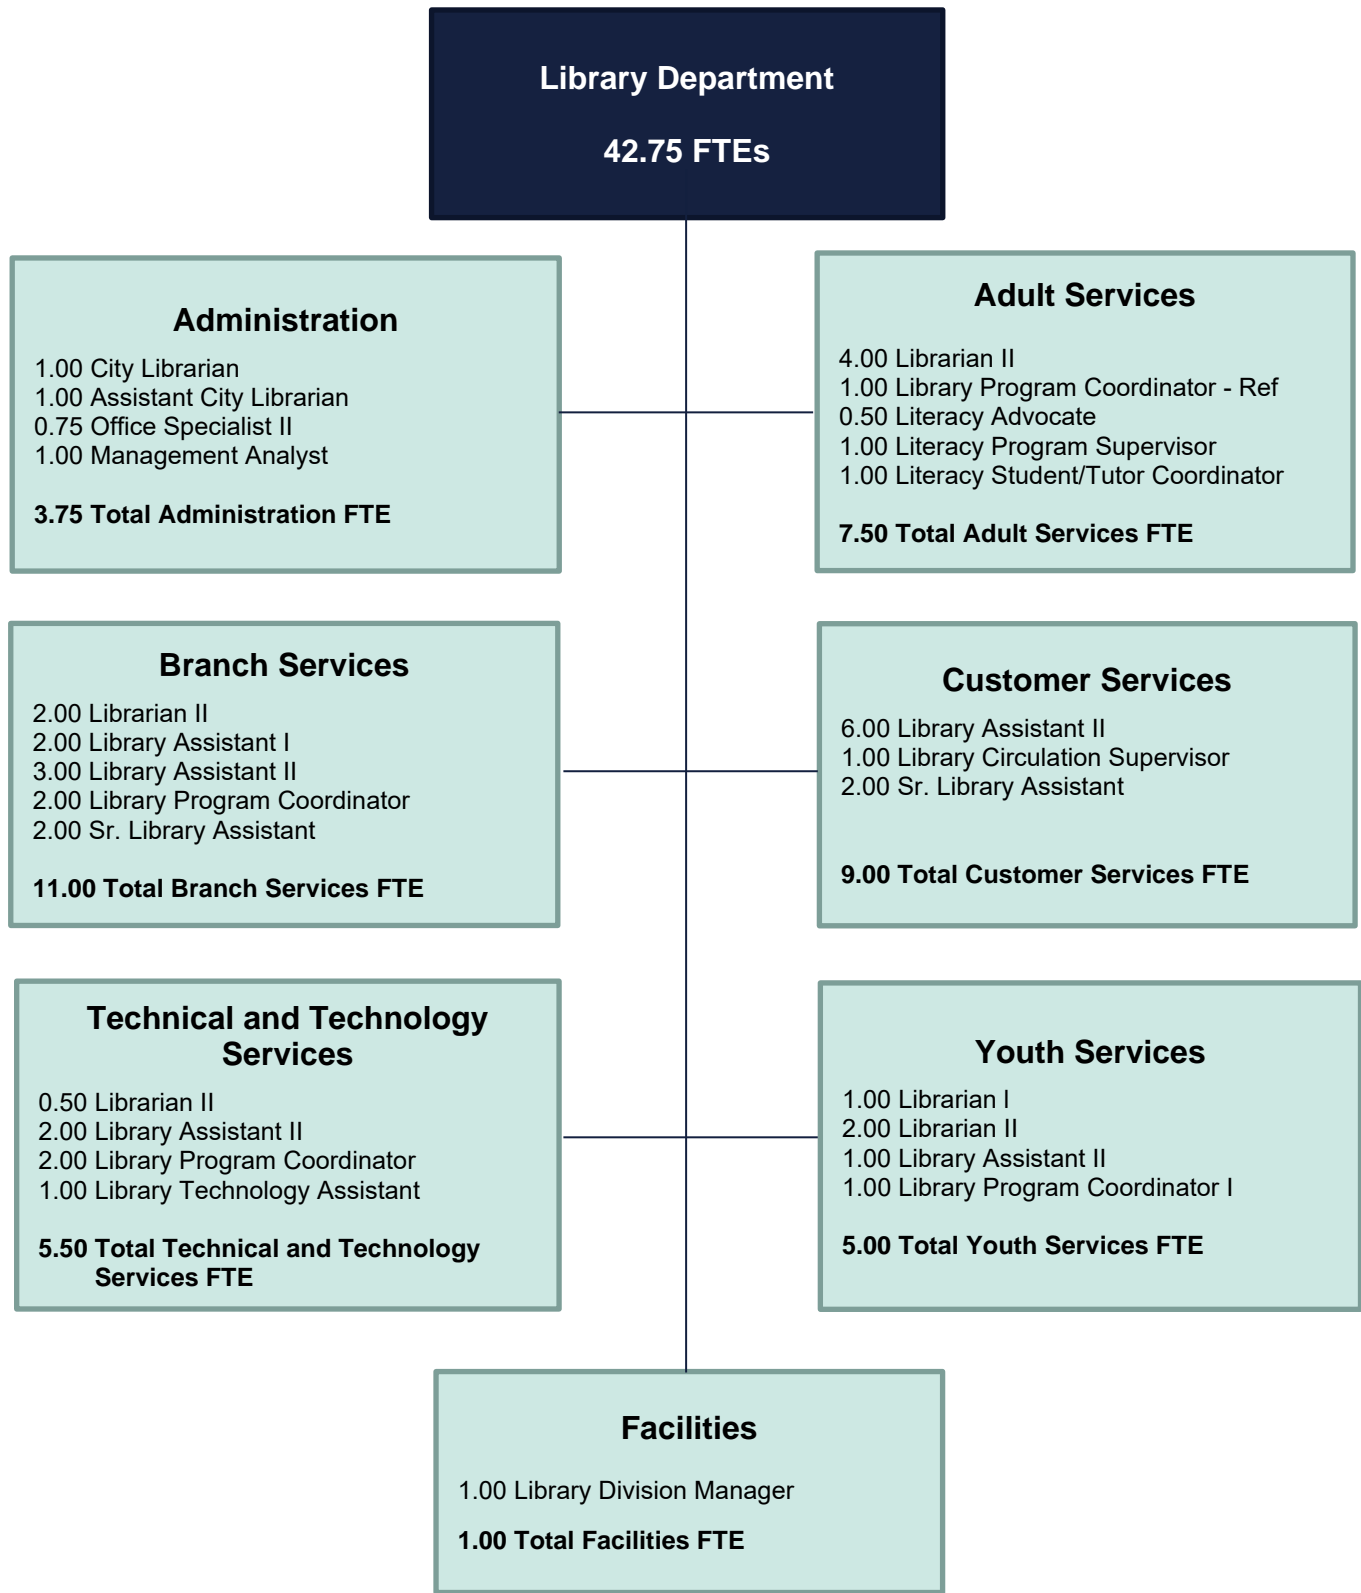 Library Department
42.75 FTEs
Administration
1.00 City Librarian
1.00 Assistant City Librarian
0.75 Office Specialist II
1.00 Management Analyst
3.75 Total Administration FTE
Adult Services
4.00 Librarian II
1.00 Library Program Coordinator - Ref
0.50 Literacy Advocate
1.00 Literacy Program Supervisor
1.00 Literacy Student/Tutor Coordinator
7.50 Total Adult Services FTE
Branch Services
2.00 Librarian II
2.00 Library Assistant I
3.00 Library Assistant II
2.00 Library Program Coordinator
2.00 Sr. Library Assistant
11.00 Total Branch Services FTE
Customer Services
6.00 Library Assistant II
1.00 Library Circulation Supervisor
2.00 Sr. Library Assistant
9.00 Total Customer Services FTE
Technical and Technology
Services
0.50 Librarian II
2.00 Library Assistant II
2.00 Library Program Coordinator
1.00 Library Technology Assistant
5.50 Total Technical and Technology
Services FTE
Youth Services
1.00 Librarian I
2.00 Librarian II
1.00 Library Assistant II
1.00 Library Program Coordinator I
5.00 Total Youth Services FTE
Facilities
1.00 Library Division Manager
1.00 Total Facilities FTE